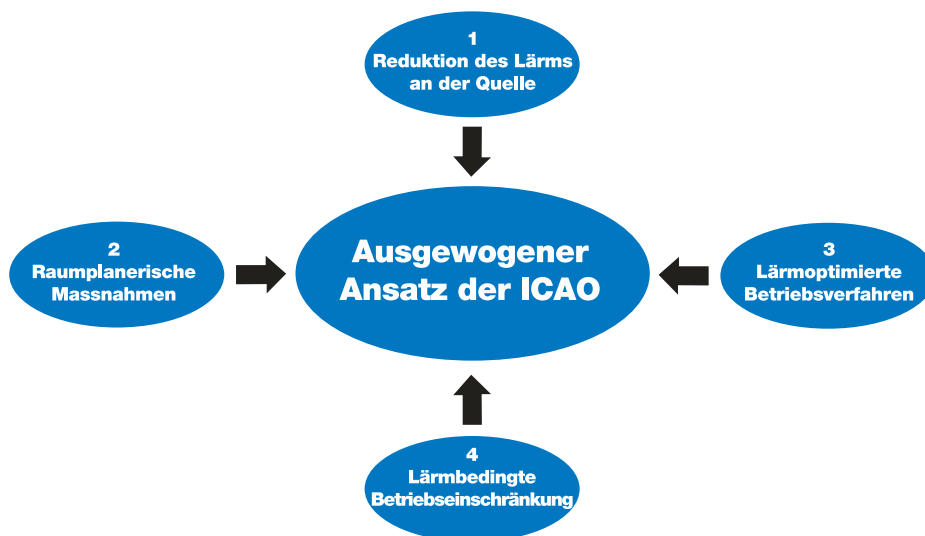 1
Reduktion des Lärms
an der Quelle
Ausgewogener
Ansatz der ICAO
2
Raumplanerische
Massnahmen
3
Lärmoptimierte
Betriebsverfahren
4
Lärmbedingte
Betriebseinschränkung